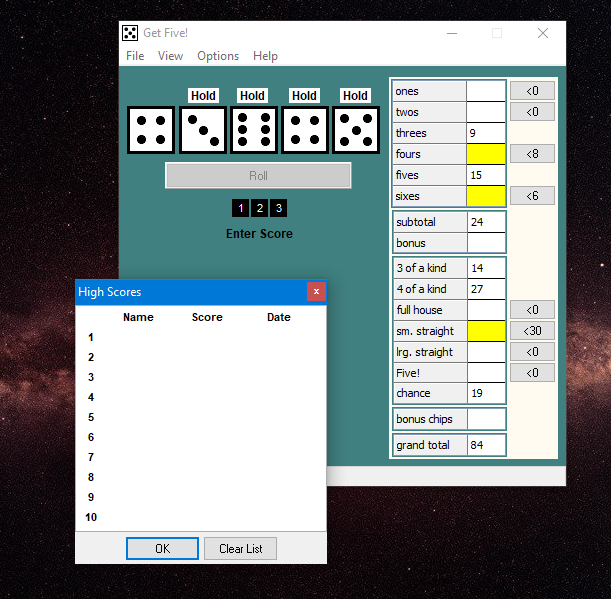 Get Five!
File View Options Help
Hold Hold Hold Hold
Roll
1 2 3
Enter Score
ones <0
twos <0
threes 9
fours <8
fives 15
sixes <6
subtotal 24
bonus
3 of a kind 14
4 of a kind 27
full house <0
sm. straight <30
lrg. straight <0
Five! <0
chance 19
bonus chips
grand total 84
High Scores
x
Name Score Date
1
2
3
4
5
6
7
8
9
10
OK Clear List